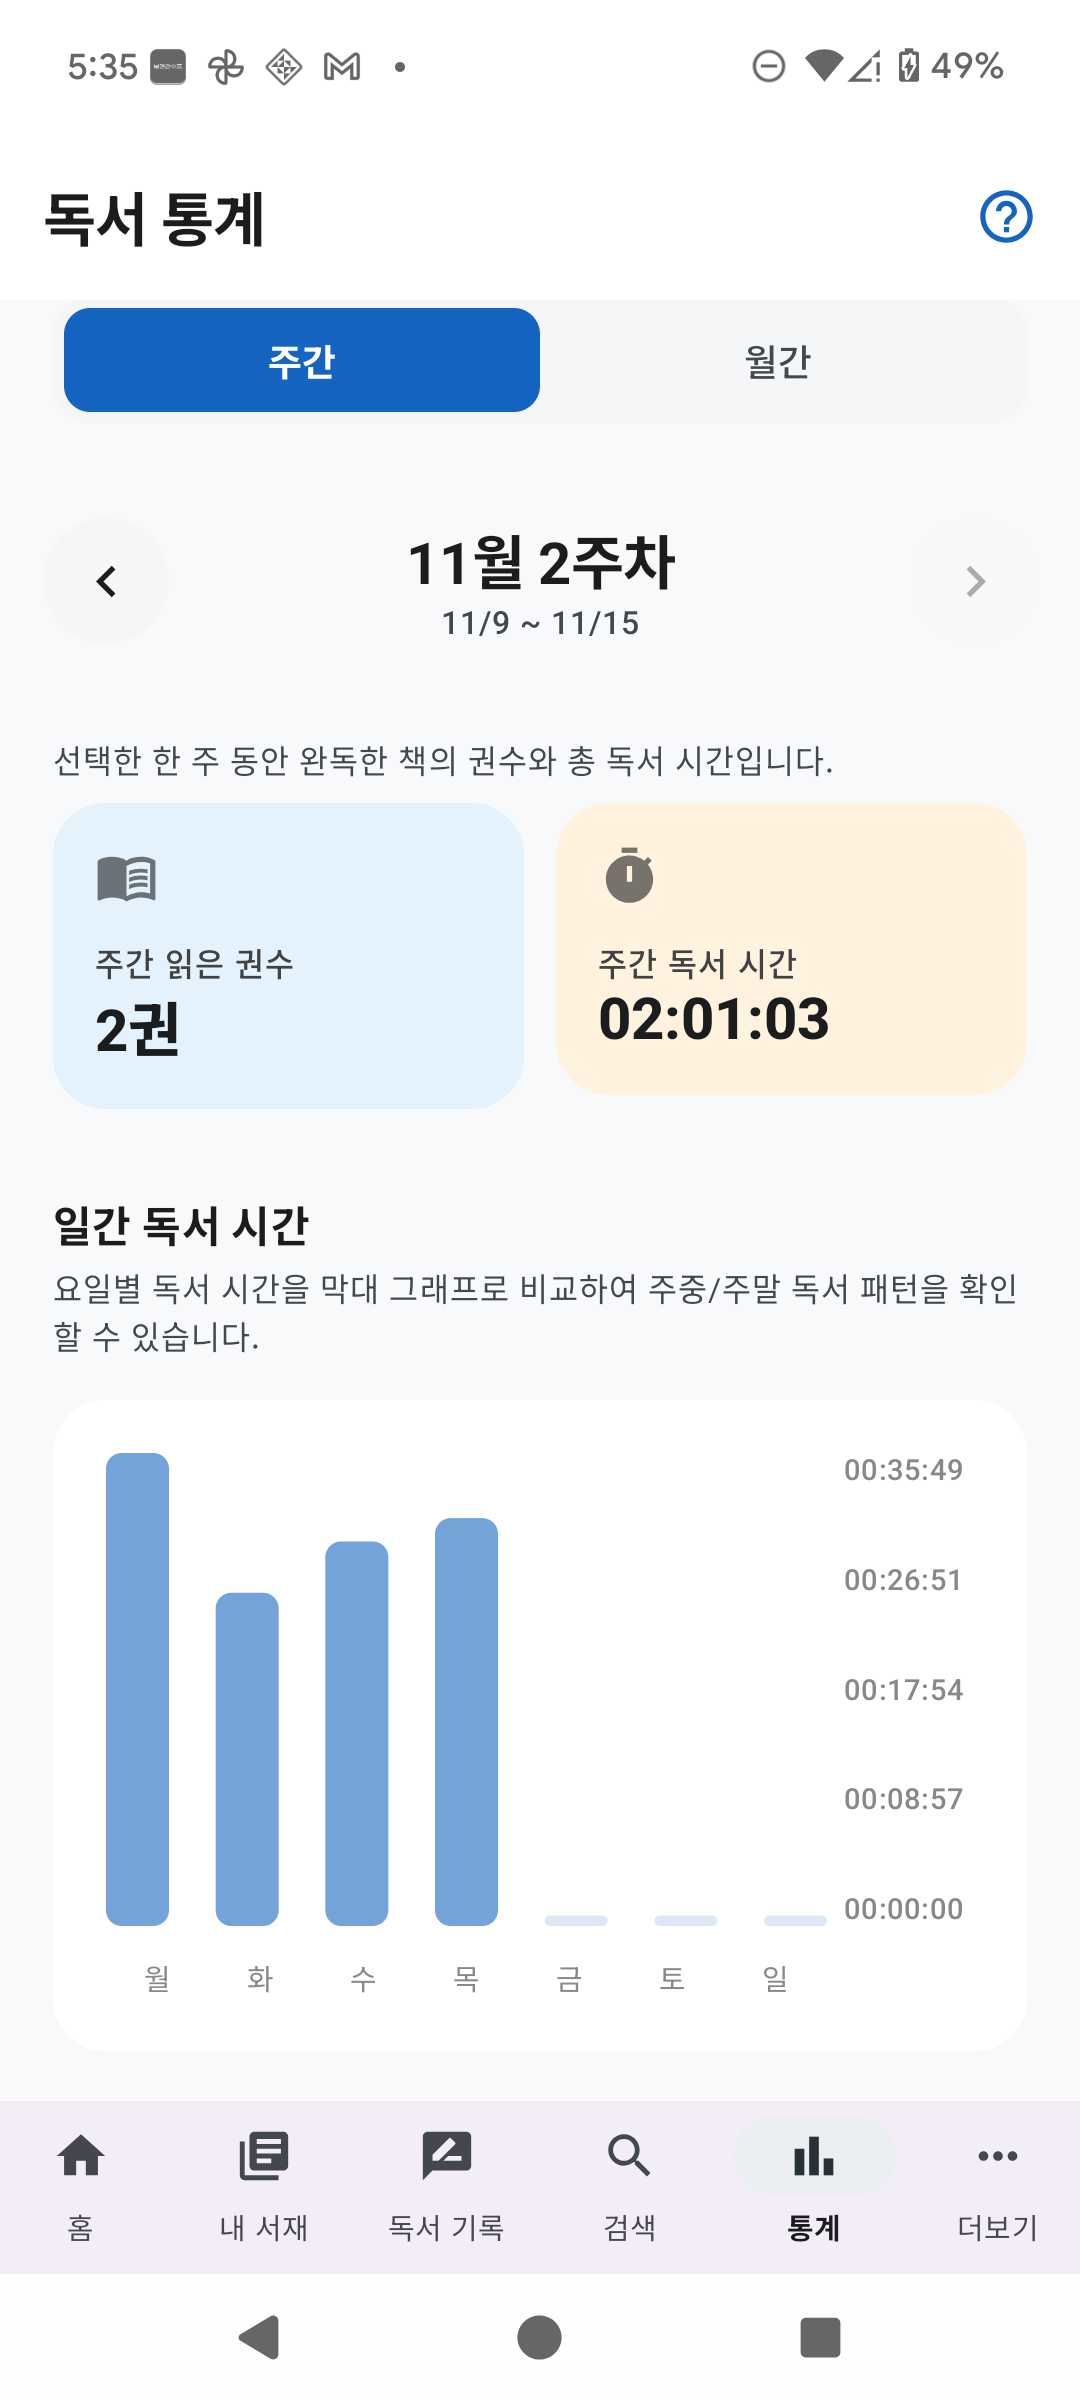 5:35
49%
독서 통계
주간
월간
11월 2주차
11/9 ~ 11/15
선택한 한 주 동안 완독한 책의 권수와 총 독서 시간입니다.
주간 읽은 권수
2권
주간 독서 시간
02:01:03
일간 독서 시간
요일별 독서 시간을 막대 그래프로 비교하여 주중/주말 독서 패턴을 확인
할 수 있습니다.
00:35:49
00:26:51
00:17:54
00:08:57
00:00:00
월 화 수 목 금 토 일
홈
내 서재
독서 기록
검색
통계
더보기